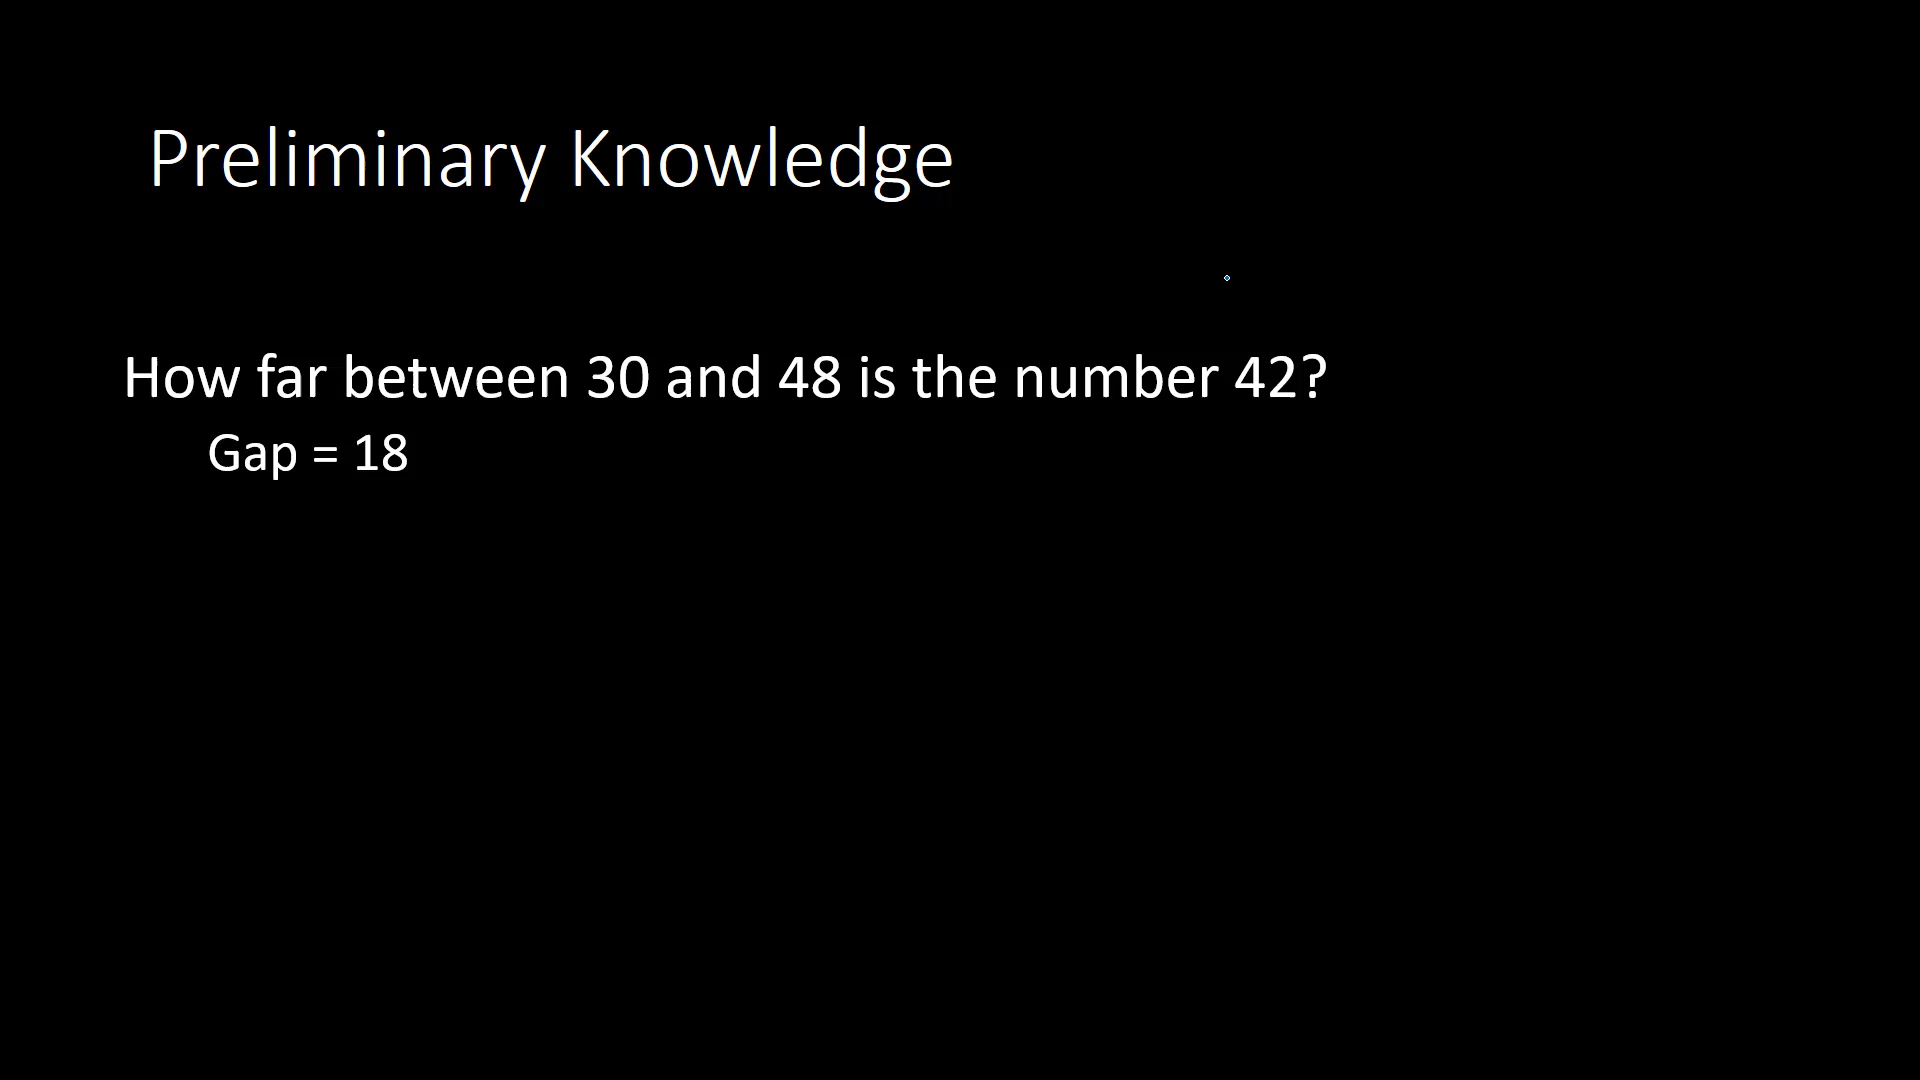 Preliminary Knowledge
How far between 30 and 48 is the number 42?
Gap = 18